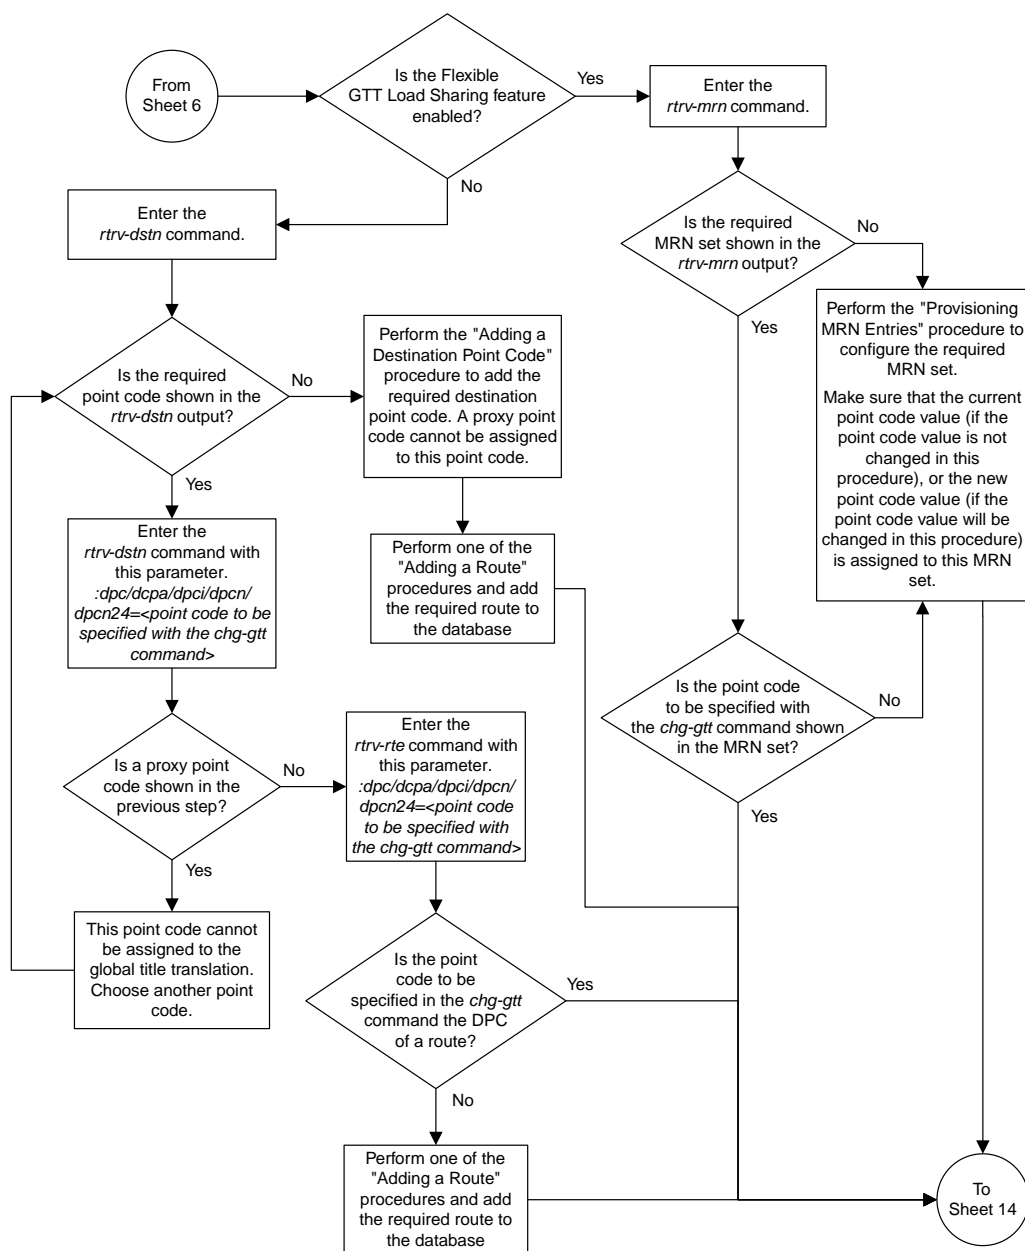 From
Sheet 6
Is the Flexible
GTT Load Sharing feature
enabled?
Yes
No
Enter the
rtrv-mrn command.
Enter the
rtrv-dstn command.
Is the required
MRN set shown in the
rtrv-mrn output?
No
Yes
Perform the "Provisioning
MRN Entries" procedure to
configure the required
MRN set.
Make sure that the current
point code value (if the
point code value is not
changed in this
procedure), or the new
point code value (if the
point code value will be
changed in this procedure)
is assigned to this MRN
set.
Is the required
point code shown in the
rtrv-dstn output?
No
Yes
Perform the "Adding a
Destination Point Code"
procedure to add the
required destination
point code. A proxy point
code cannot be assigned
to this point code.
Perform one of the
"Adding a Route"
procedures and add
the required route to
the database
Enter the
rtrv-dstn command with
this parameter.
:dpc/dcpa/dpci/dpcn/
dpcn24=<point code to be
specified with the chg-gtt
command>
Is the point code
to be specified with
the chg-gtt command shown
in the MRN set?
No
Yes
Is a proxy point
code shown in the
previous step?
No
Yes
Enter the
rtrv-rte command with
this parameter.
:dpc/dcpa/dpci/dpcn/
dpcn24=<point code
to be specified with
the chg-gtt command>
This point code cannot
be assigned to the
global title translation.
Choose another point
code.
Is the point
code to be
specified in the chg-gtt
command the DPC
of a route?
Yes
No
Perform one of the
"Adding a Route"
procedures and add
the required route to
the database
To
Sheet 14